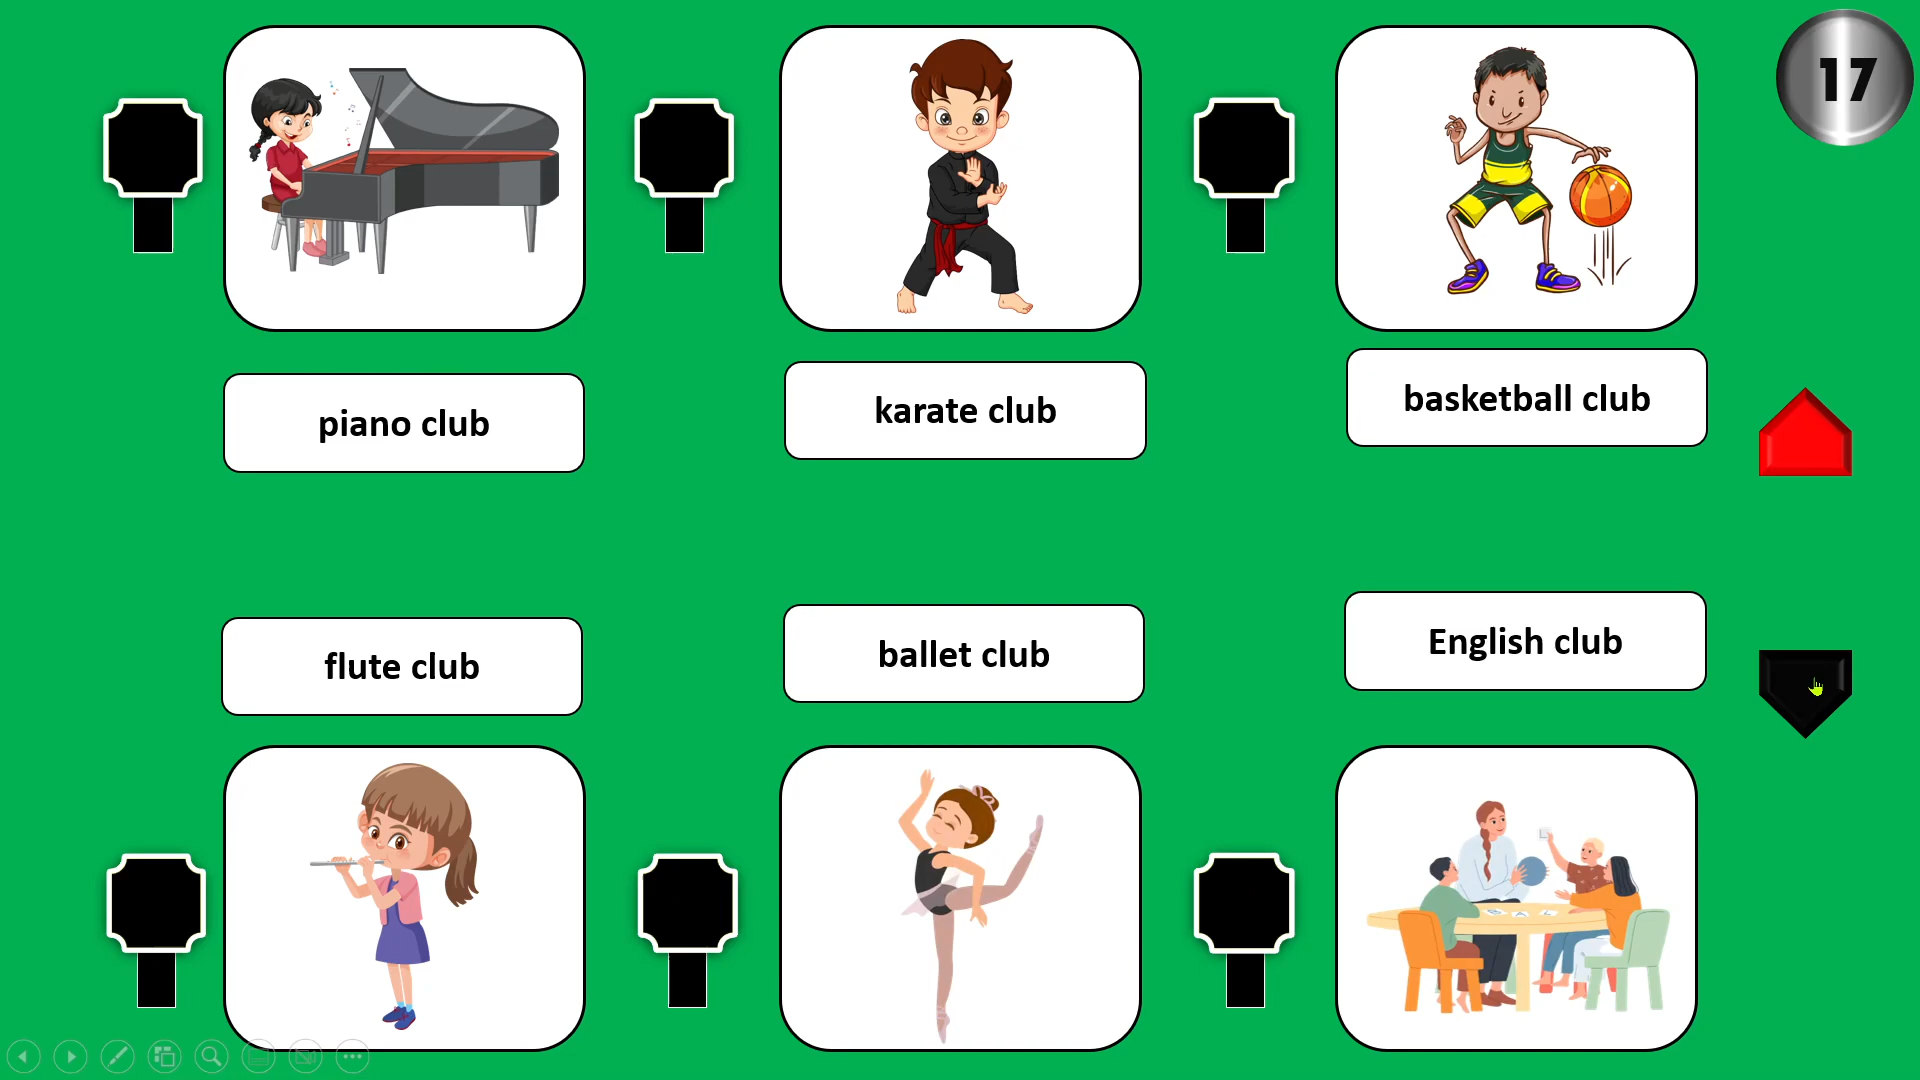 17
piano club
karate club
basketball club
flute club
ballet club
English club